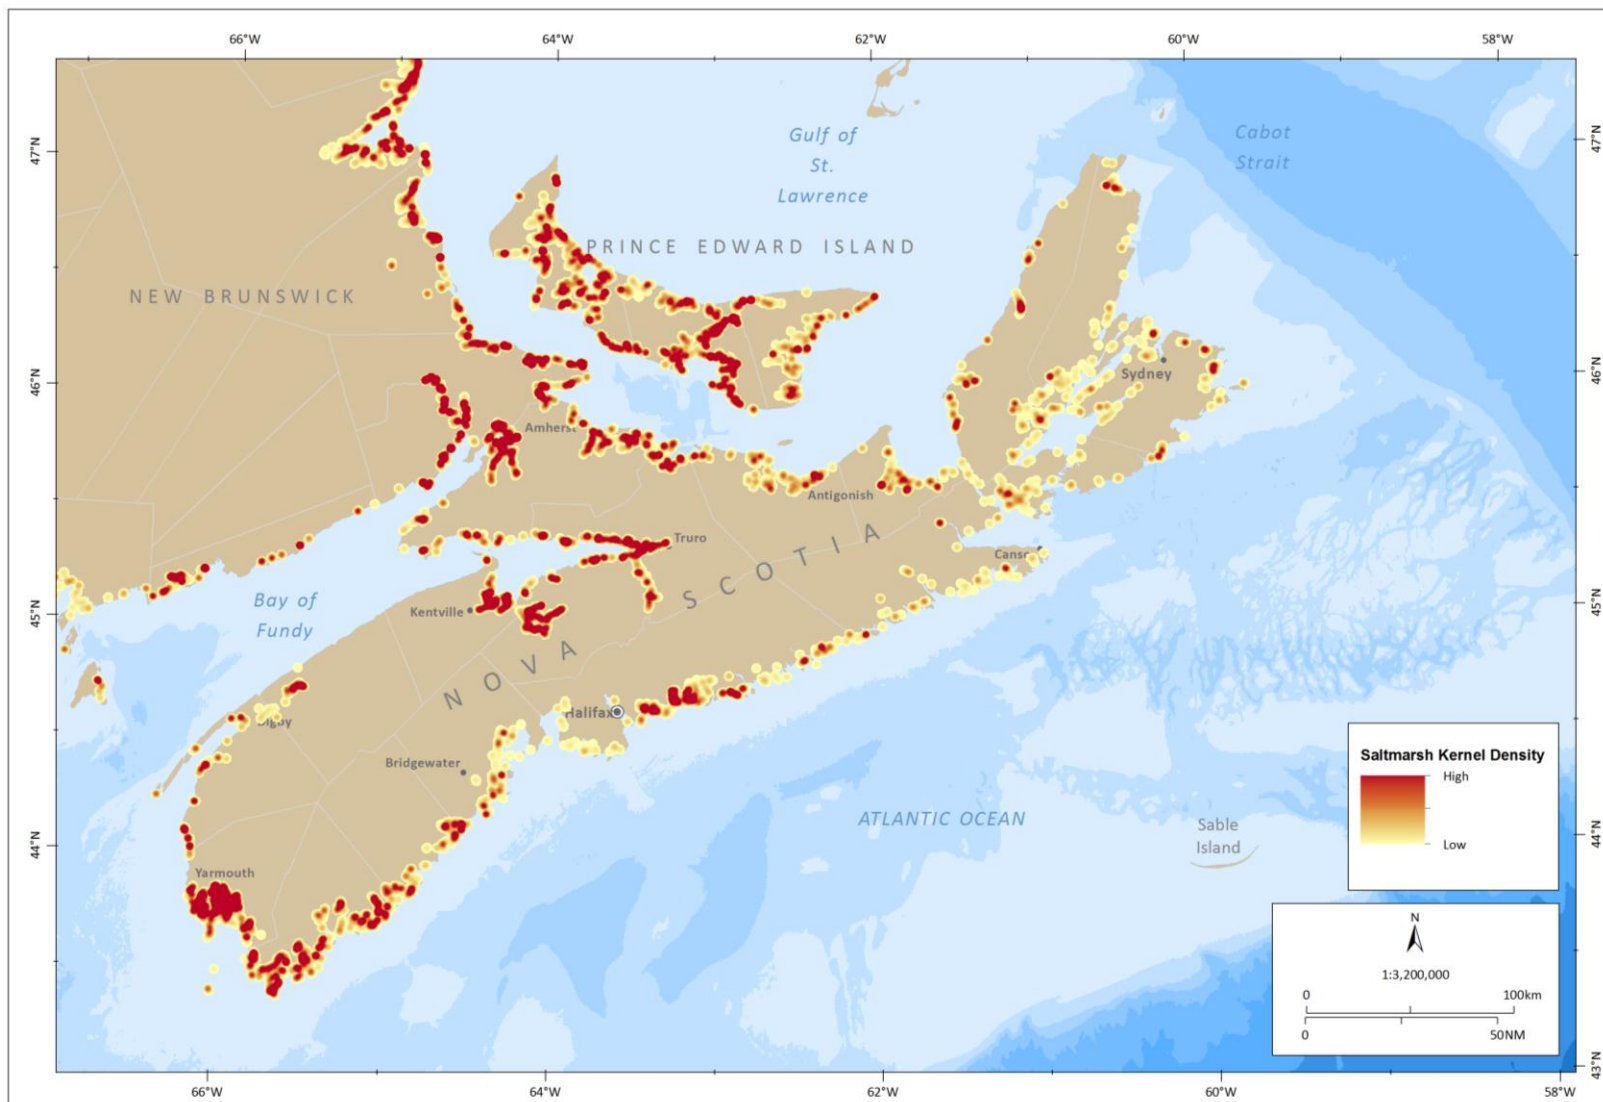 66°W 64°W 62°W 60°W 58°W
47°N
47°N
Gulf of
St.
Lawrence
Cabot
Strait
PRINCE EDWARD ISLAND
NEW BRUNSWICK
46°N
46°N
Sydney
Amherst
Antigonish
Truro
Canso
NOVA SCOTIA
45°N
45°N
Bay of
Fundy
Kentville
Halifax
Digby
Bridgewater
Saltmarsh Kernel Density
High
Low
ATLANTIC OCEAN
Sable
Island
44°N
44°N
Yarmouth
N
1:3,200,000
0 100km
0 50NM
43°N
66°W 64°W 62°W 60°W 58°W